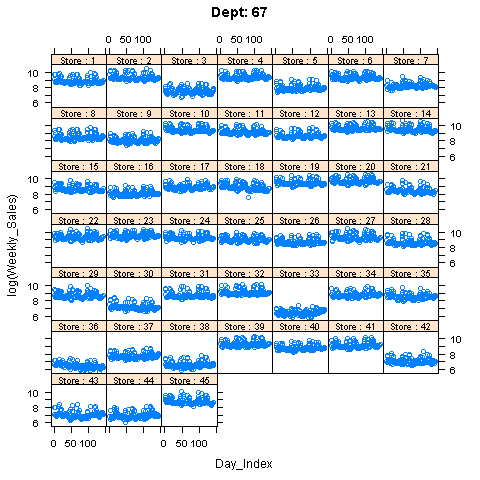 Dept: 67
0 50 100 0 50 100 0 50 100
Store : 1 Store : 2 Store : 3 Store : 4 Store : 5 Store : 6 Store : 7
10
8
6
Store : 8 Store : 9 Store : 10 Store : 11 Store : 12 Store : 13 Store : 14
10
8
6
Store : 15 Store : 16 Store : 17 Store : 18 Store : 19 Store : 20 Store : 21
10
8
6
Store : 22 Store : 23 Store : 24 Store : 25 Store : 26 Store : 27 Store : 28
10
8
6
Store : 29 Store : 30 Store : 31 Store : 32 Store : 33 Store : 34 Store : 35
10
8
6
Store : 36 Store : 37 Store : 38 Store : 39 Store : 40 Store : 41 Store : 42
10
8
6
Store : 43 Store : 44 Store : 45
10
8
6
0 50 100 0 50 100
log(Weekly_Sales)
Day_Index